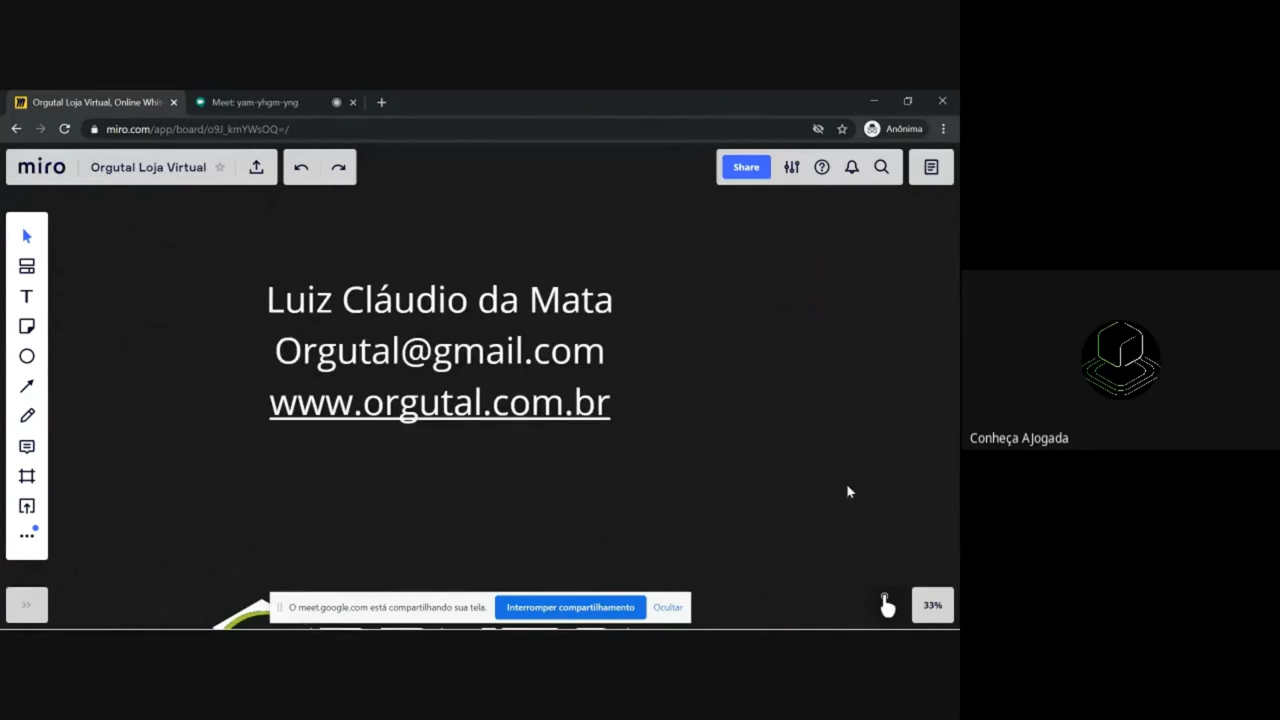 Orgutal Loja Virtual, Online Whit
Meet: yam-yhgm-yng
miro.com/app/board/o9J_kmYWsOQ=/
Anônima
miro
Orgutal Loja Virtual
Share
Luiz Cláudio da Mata
Orgutal@gmail.com
www.orgutal.com.br
Conheça AJogada
O meet.google.com está compartilhando sua tela.
Interromper compartilhamento
Ocultar
33%